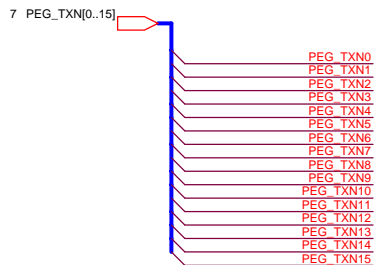 7 PEG_TXN[0..15]
PEG_TXN0
PEG_TXN1
PEG_TXN2
PEG_TXN3
PEG_TXN4
PEG_TXN5
PEG_TXN6
PEG_TXN7
PEG_TXN8
PEG_TXN9
PEG_TXN10
PEG_TXN11
PEG_TXN12
PEG_TXN13
PEG_TXN14
PEG_TXN15